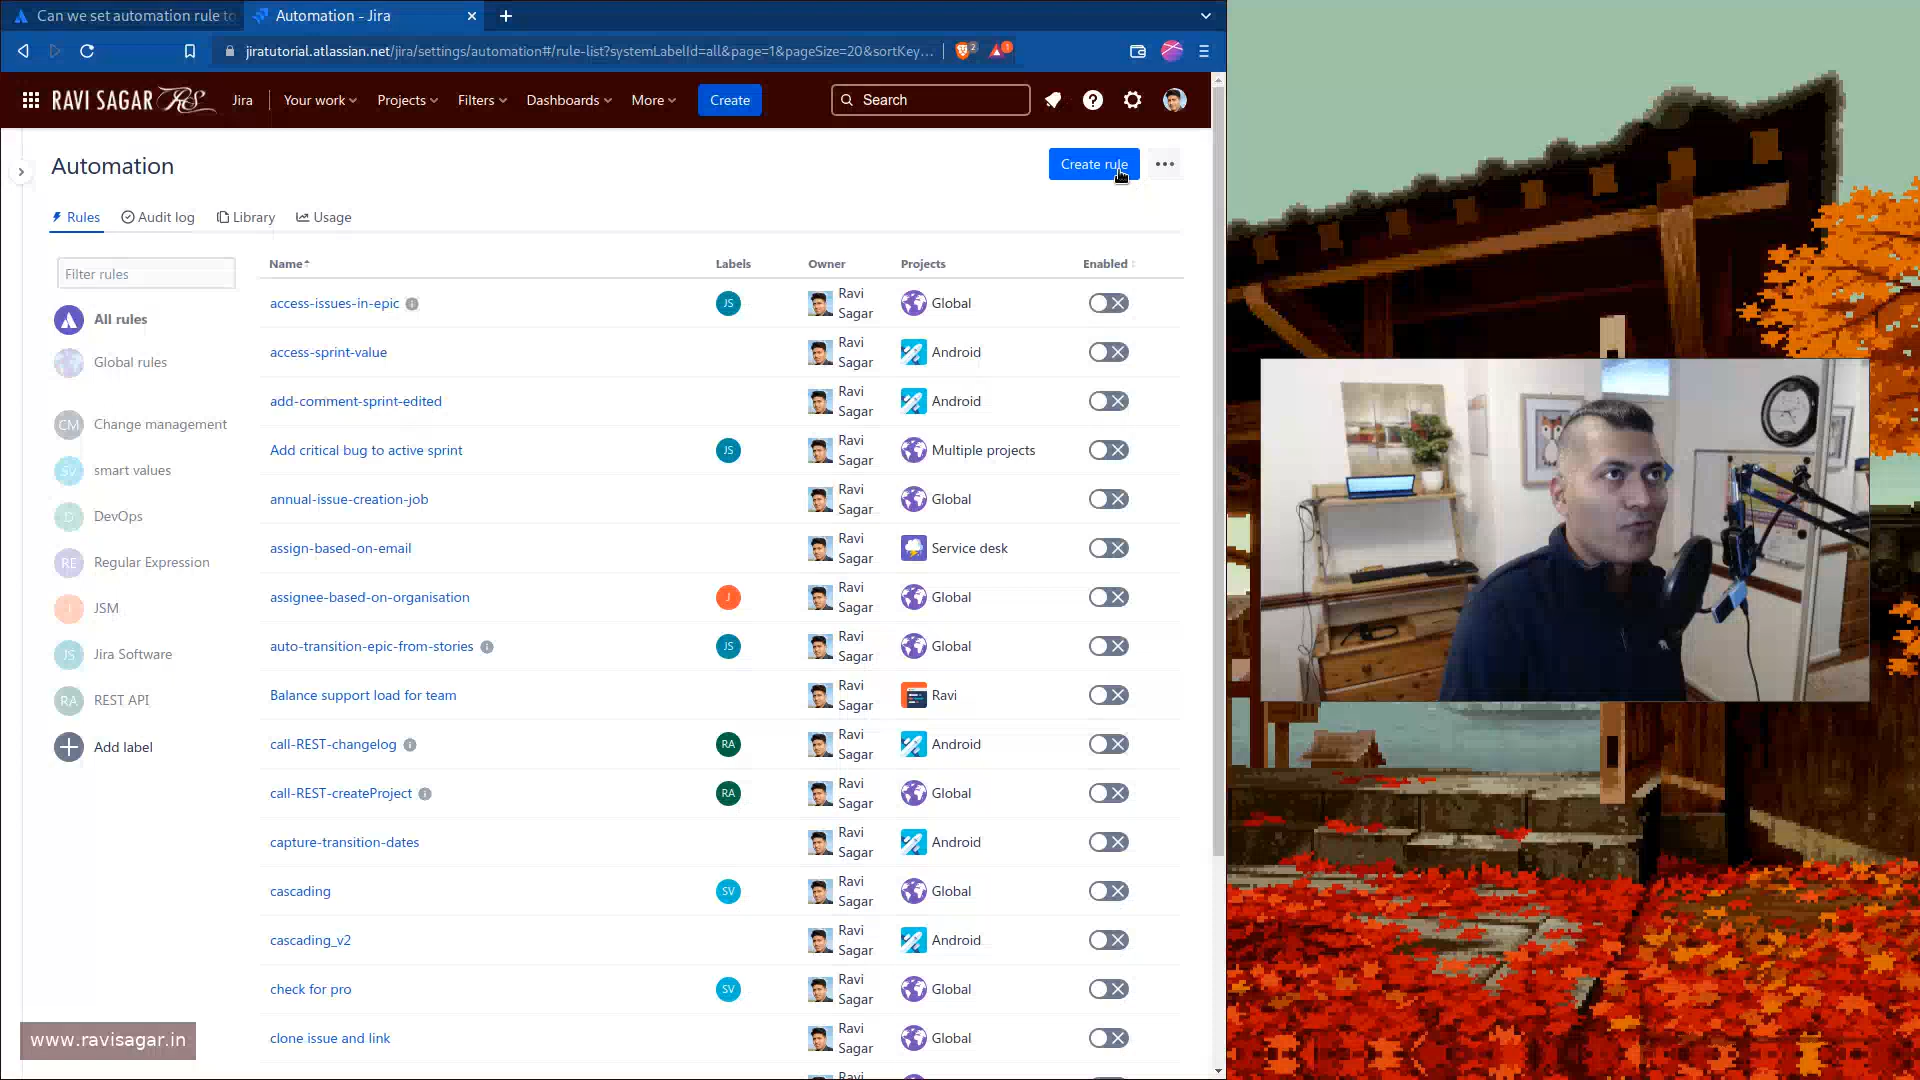 Can we set automation rule to
Automation - Jira
jiratutorial.atlassian.net/jira/settings/automation#/rule-list?systemLabelId=all&page=1&pageSize=20&sortKey...
2
1
RAVI SAGAR RS
Jira
Your work
Projects
Filters
Dashboards
More
Create
Search
Automation
Create rule
Rules
Audit log
Library
Usage
Filter rules
All rules
Global rules
CM Change management
SV smart values
D DevOps
RE Regular Expression
J JSM
JS Jira Software
RA REST API
Add label
Name Labels Owner Projects Enabled
access-issues-in-epic JS Ravi Sagar Global
access-sprint-value Ravi Sagar Android
add-comment-sprint-edited Ravi Sagar Android
Add critical bug to active sprint JS Ravi Sagar Multiple projects
annual-issue-creation-job Ravi Sagar Global
assign-based-on-email Ravi Sagar Service desk
assignee-based-on-organisation J Ravi Sagar Global
auto-transition-epic-from-stories JS Ravi Sagar Global
Balance support load for team Ravi Sagar Ravi
call-REST-changelog RA Ravi Sagar Android
call-REST-createProject RA Ravi Sagar Global
capture-transition-dates Ravi Sagar Android
cascading SV Ravi Sagar Global
cascading_v2 Ravi Sagar Android
check for pro SV Ravi Sagar Global
clone issue and link Ravi Sagar Global
Ravi
www.ravisagar.in